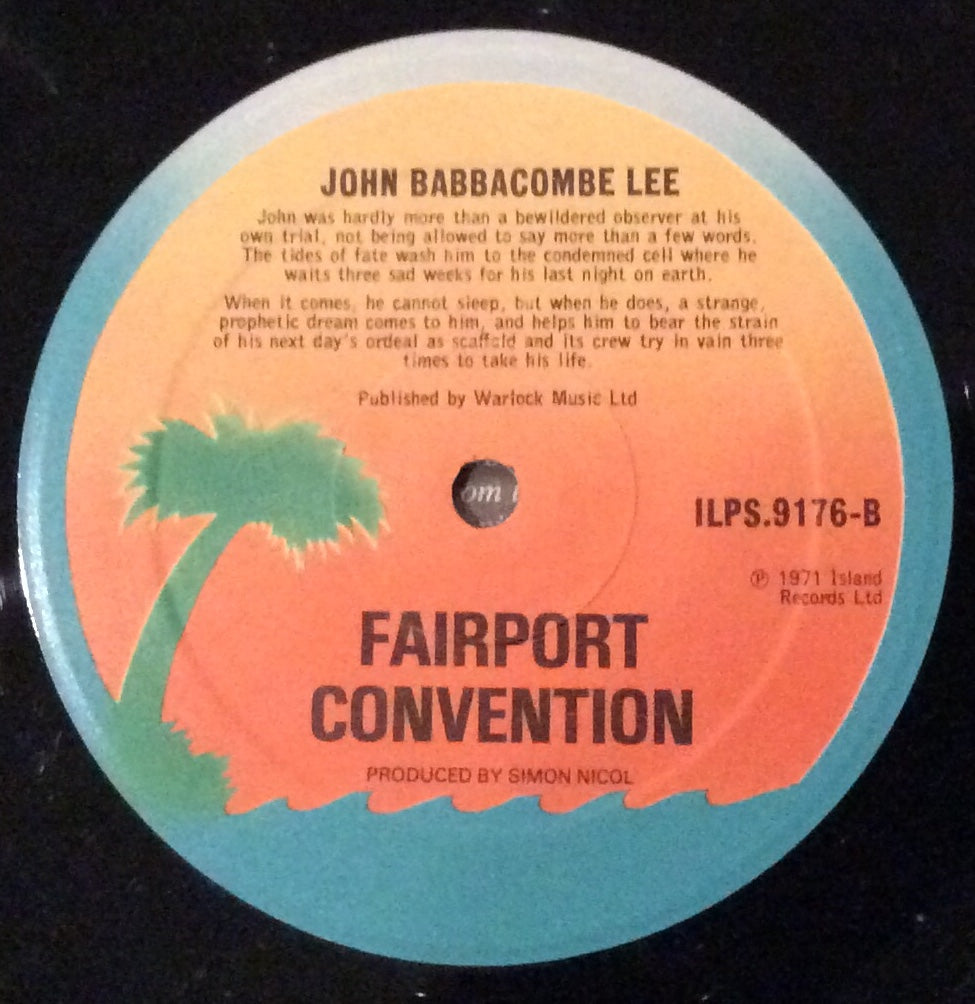 JOHN BABBACOMBE LEE
John was hardly more than a bewildered observer at his
own trial, not being allowed to say more than a few words.
The tides of fate wash him to the condemned cell where he
waits three sad weeks for his last night on earth.
When it comes, he cannot sleep, but when he does, a strange,
prophetic dream comes to him, and helps him to bear the strain
of his next day's ordeal as scaffold and its crew try in vain three
times to take his life.
Published by Warlock Music Ltd
om
ILPS.9176-B
℗ 1971 Island
Records Ltd
FAIRPORT
CONVENTION
PRODUCED BY SIMON NICOL